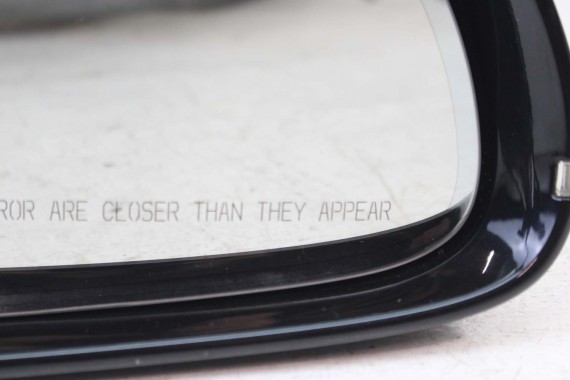 ROR ARE CLOSER THAN THEY APPEAR